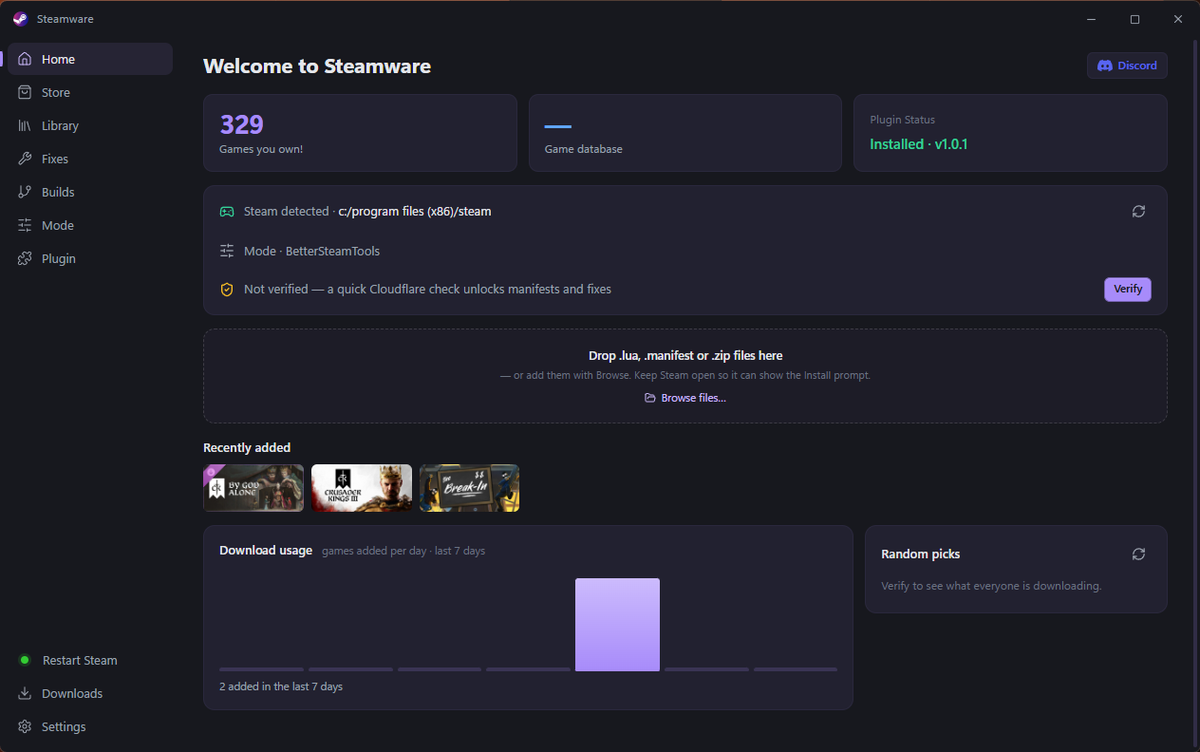 Steamware
Home
Store
Library
Fixes
Builds
Mode
Plugin
Restart Steam
Downloads
Settings
Welcome to Steamware
Discord
329
Games you own!
—
Game database
Plugin Status
Installed · v1.0.1
Steam detected · c:/program files (x86)/steam
Mode · BetterSteamTools
Not verified — a quick Cloudflare check unlocks manifests and fixes
Verify
Drop .lua, .manifest or .zip files here
— or add them with Browse. Keep Steam open so it can show the Install prompt.
Browse files...
Recently added
BY GOD
ALONE
CRUSADER
KINGS III
The
Break-In
Download usage games added per day · last 7 days
2 added in the last 7 days
Random picks
Verify to see what everyone is downloading.